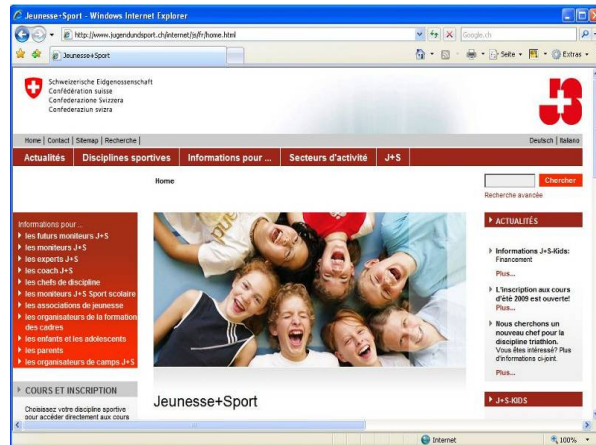 Jeunesse+Sport - Windows Internet Explorer
http://www.jugendundsport.ch/internet/js/fr/home.html
Google.ch
Jeunesse+Sport
Seite
Extras
Schweizerische Eidgenossenschaft
Confédération suisse
Confederazione Svizzera
Confederaziun svizra
Home | Contact | Sitemap | Recherche |
Deutsch | Italiano
Actualités
Disciplines sportives
Informations pour ...
Secteurs d'activité
J+S
Home
Chercher
Recherche avancée
Informations pour ...
les futurs moniteurs J+S
les moniteurs J+S
les experts J+S
les coach J+S
les chefs de discipline
les moniteurs J+S Sport scolaire
les associations de jeunesse
les organisateurs de la formation
des cadres
les enfants et les adolescents
les parents
les organisateurs de camps J+S
COURS ET INSCRIPTION
Choisissez votre discipline sportive
pour accéder directement aux cours
Jeunesse+Sport
ACTUALITÉS
Informations J+S-Kids:
Financement
Plus...
L'inscription aux cours
d'été 2009 est ouverte!
Plus...
Nous cherchons un
nouveau chef pour la
discipline triathlon.
Vous êtes intéressé? Plus
d'informations ci-joint.
Plus...
J+S-KIDS
Internet
100%